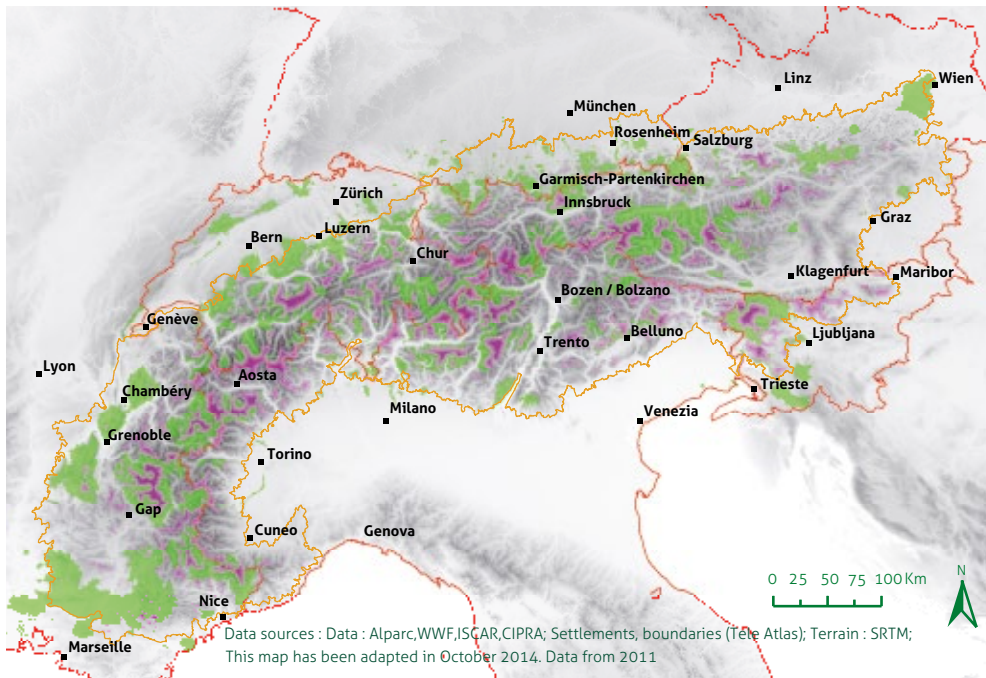 Linz
Wien
München
Rosenheim
Salzburg
Garmisch-Partenkirchen
Zürich
Innsbruck
Graz
Luzern
Bern
Chur
Klagenfurt
Maribor
Bozen / Bolzano
Genève
Belluno
Ljubljana
Trento
Lyon
Aosta
Trieste
Chambéry
Milano
Venezia
Grenoble
Torino
Gap
Cuneo
Genova
N
0 25 50 75 100 Km
Nice
Marseille
Data sources : Data : Alparc,WWF,ISCAR,CIPRA; Settlements, boundaries (Téle Atlas); Terrain : SRTM;
This map has been adapted in October 2014. Data from 2011